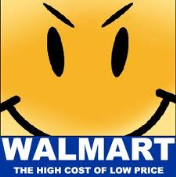 WALMART
THE HIGH COST OF LOW PRICE